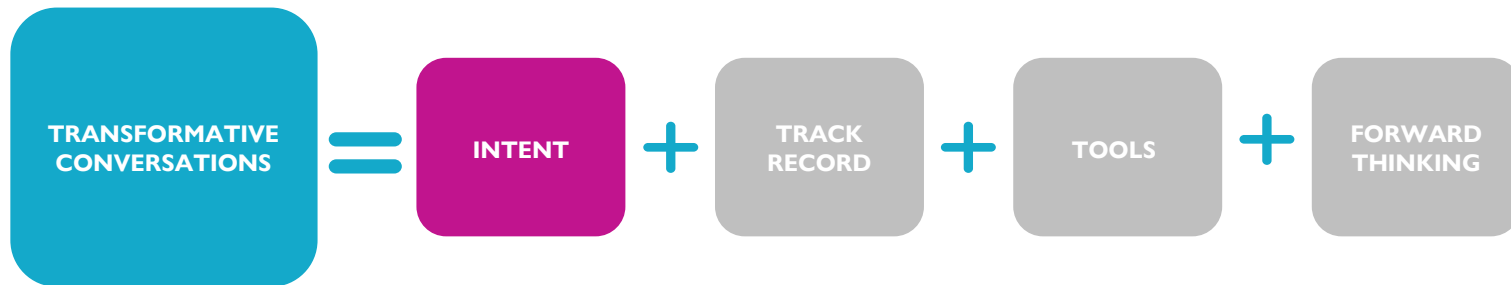 TRANSFORMATIVE
CONVERSATIONS
=
INTENT
+
TRACK
RECORD
+
TOOLS
+
FORWARD
THINKING